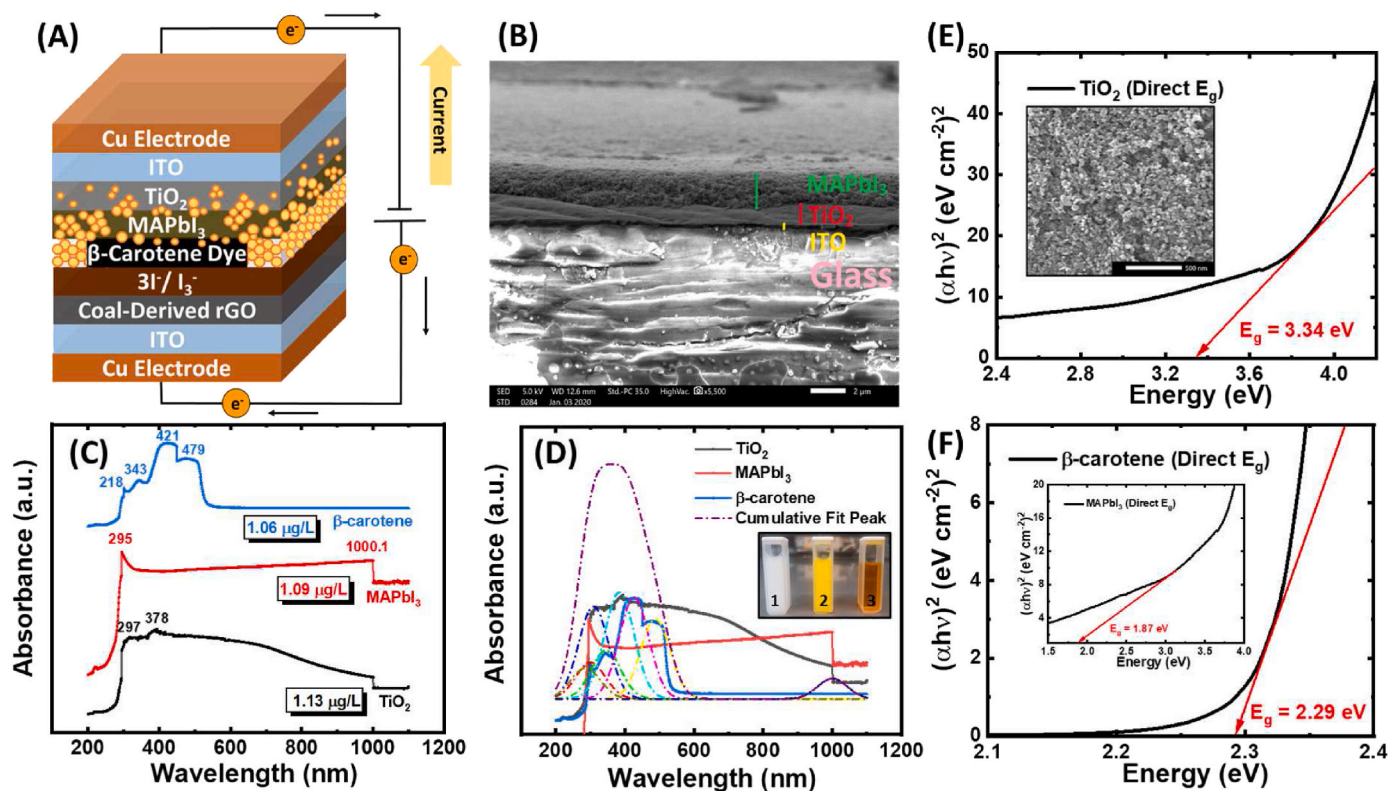 (A)
e⁻
Current
Cu Electrode
ITO
TiO₂
MAPbI₃
β-Carotene Dye
3I⁻/ I₃⁻
Coal-Derived rGO
ITO
Cu Electrode
e⁻
e⁻
(B)
MAPbI₃
TiO₂
ITO
Glass
SED 5.0 kV WD 12.6 mm Std.-PC 35.0 HighVac. x5,500
STD 0284 Jan. 03 2020 2 μm
(C)
421
479
343
218
1.06 μg/L
β-carotene
295
1000.1
1.09 μg/L
MAPbI₃
378
297
1.13 μg/L
TiO₂
Absorbance (a.u.)
200 400 600 800 1000 1200
Wavelength (nm)
(D)
TiO₂
MAPbI₃
β-carotene
Cumulative Fit Peak
1 2 3
Absorbance (a.u.)
200 400 600 800 1000 1200
Wavelength (nm)
(E)
50
40
30
20
10
0
(αhν)² (eV cm⁻²)²
TiO₂ (Direct E_g)
500 nm
E_g = 3.34 eV
2.4 2.8 3.2 3.6 4.0
Energy (eV)
(F)
8
6
4
2
0
(αhν)² (eV cm⁻²)²
β-carotene (Direct E_g)
20
16
12
8
4
(αhν)² (eV cm⁻²)²
MAPbI₃ (Direct E_g)
E_g = 1.87 eV
1.5 2.0 2.5 3.0 3.5 4.0
Energy (eV)
E_g = 2.29 eV
2.1 2.2 2.3 2.4
Energy (eV)